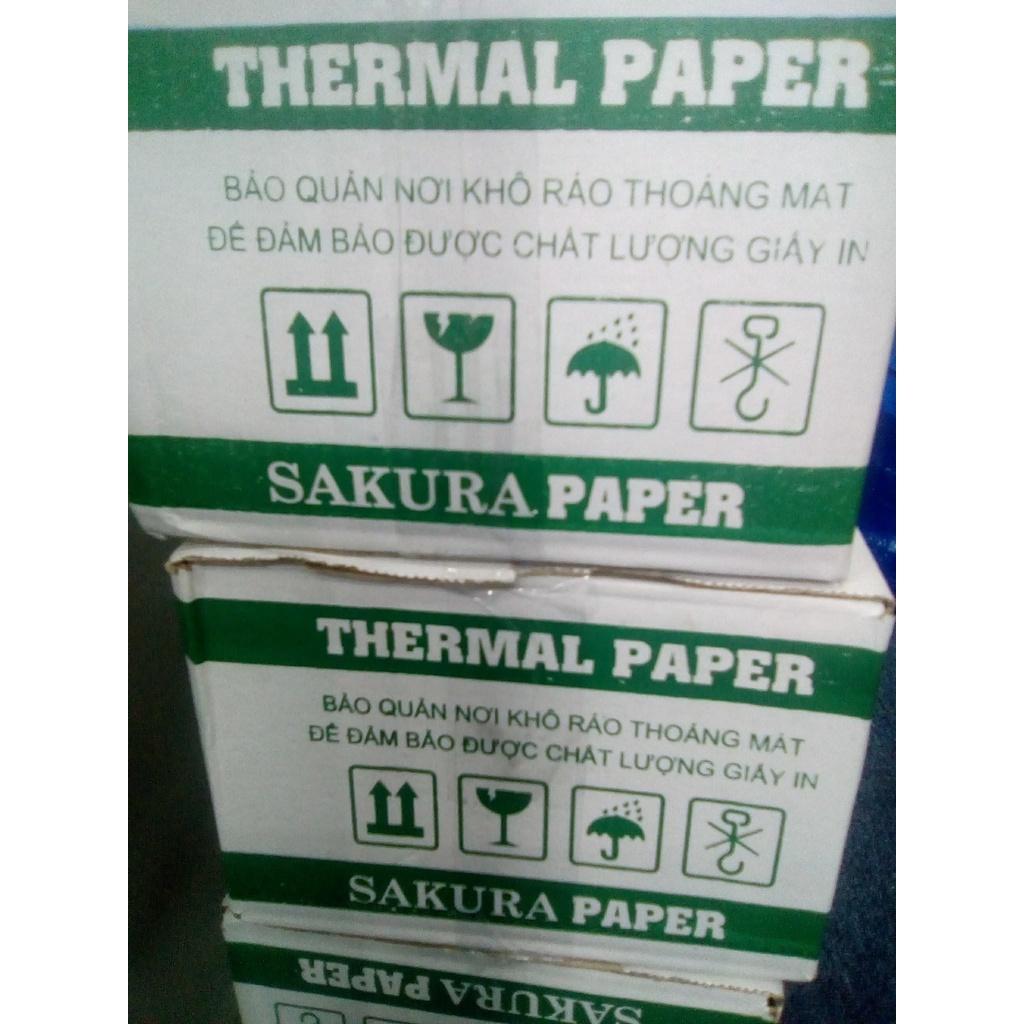 THERMAL PAPER
BẢO QUẢN NƠI KHÔ RÁO THOÁNG MÁT
ĐỂ ĐẢM BẢO ĐƯỢC CHẤT LƯỢNG GIẤY IN
SAKURA PAPER
THERMAL PAPER
BẢO QUẢN NƠI KHÔ RÁO THOÁNG MÁT
ĐỂ ĐẢM BẢO ĐƯỢC CHẤT LƯỢNG GIẤY IN
SAKURA PAPER
SAKURA PAPER